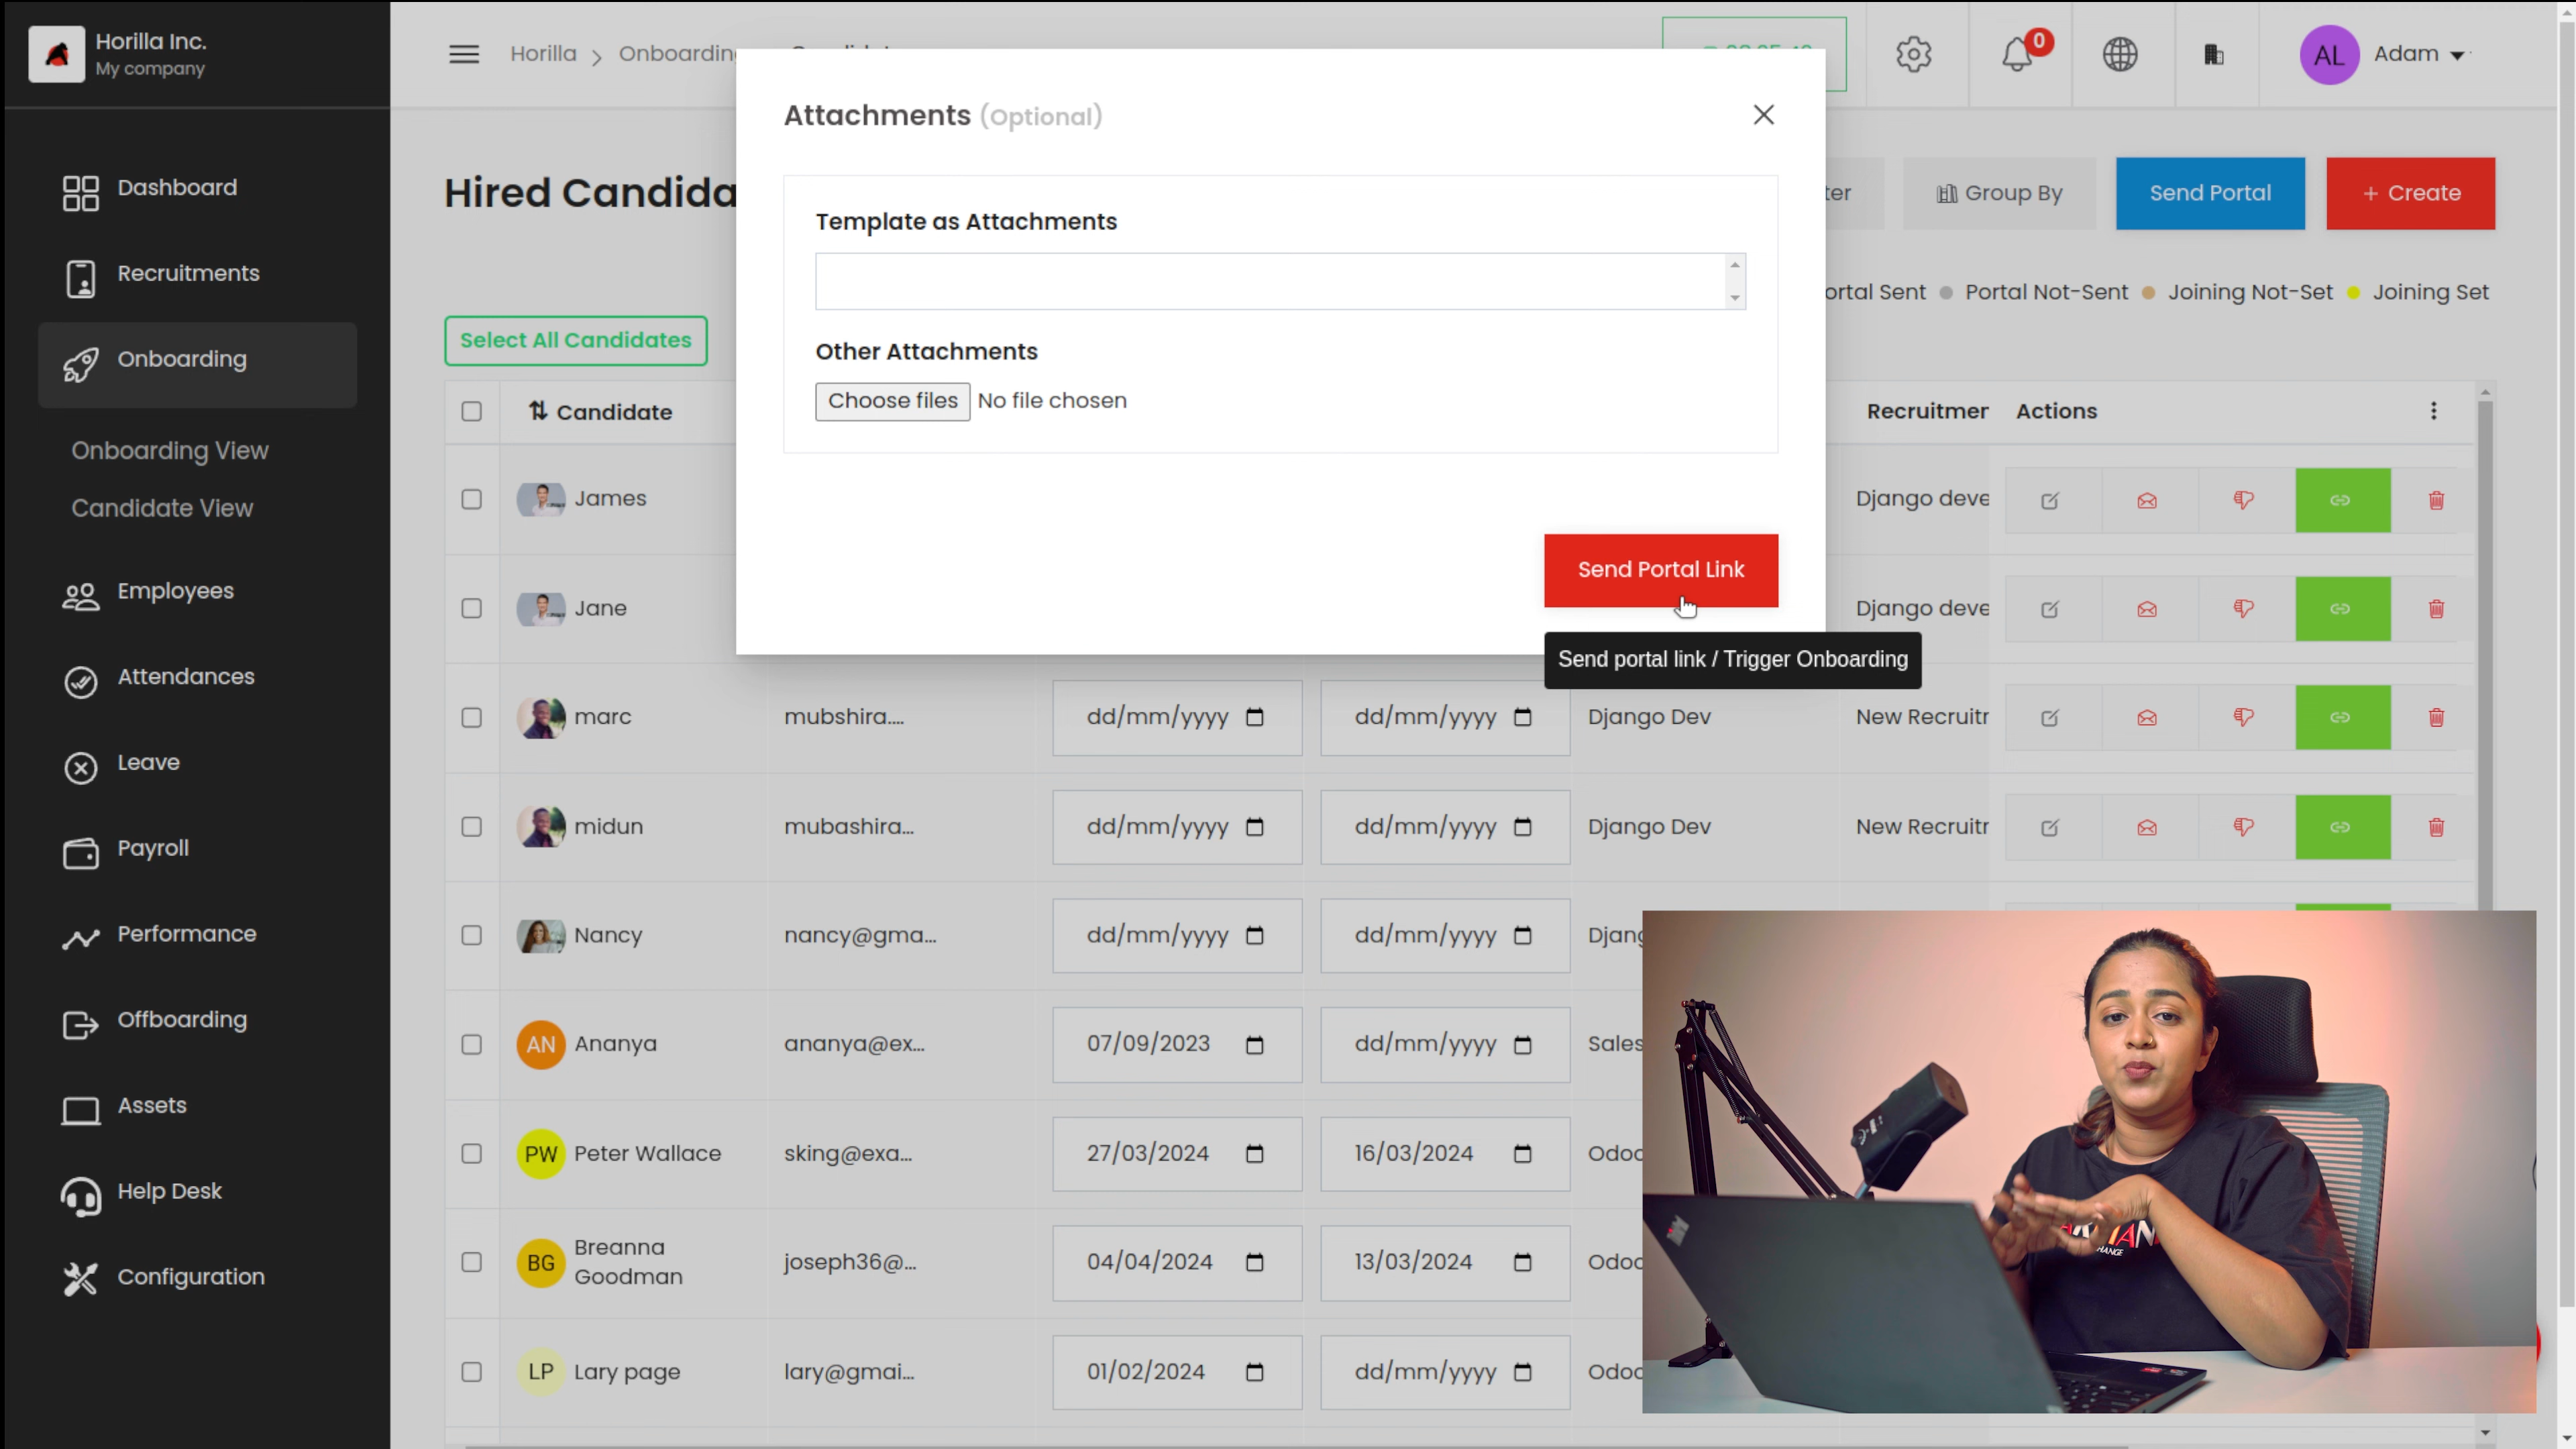 Horilla Inc.
My company
Horilla > Onboarding
0
AL Adam
Dashboard
Recruitments
Onboarding
Onboarding View
Candidate View
Employees
Attendances
Leave
Payroll
Performance
Offboarding
Assets
Help Desk
Configuration
Attachments (Optional)
Template as Attachments
Other Attachments
Choose files No file chosen
Send Portal Link
Send portal link / Trigger Onboarding
Hired Candida
ter Group By Send Portal + Create
ortal Sent Portal Not-Sent Joining Not-Set Joining Set
Select All Candidates
Candidate Recruitmer Actions
James Django deve
Jane Django deve
marc mubshira.... dd/mm/yyyy dd/mm/yyyy Django Dev New Recruitr
midun mubashira... dd/mm/yyyy dd/mm/yyyy Django Dev New Recruitr
Nancy nancy@gma... dd/mm/yyyy dd/mm/yyyy Djang
AN Ananya ananya@ex... 07/09/2023 dd/mm/yyyy Sales
PW Peter Wallace sking@exa... 27/03/2024 16/03/2024 Odoo
BG Breanna Goodman joseph36@... 04/04/2024 13/03/2024 Odoo
LP Lary page lary@gmai... 01/02/2024 dd/mm/yyyy Odoo